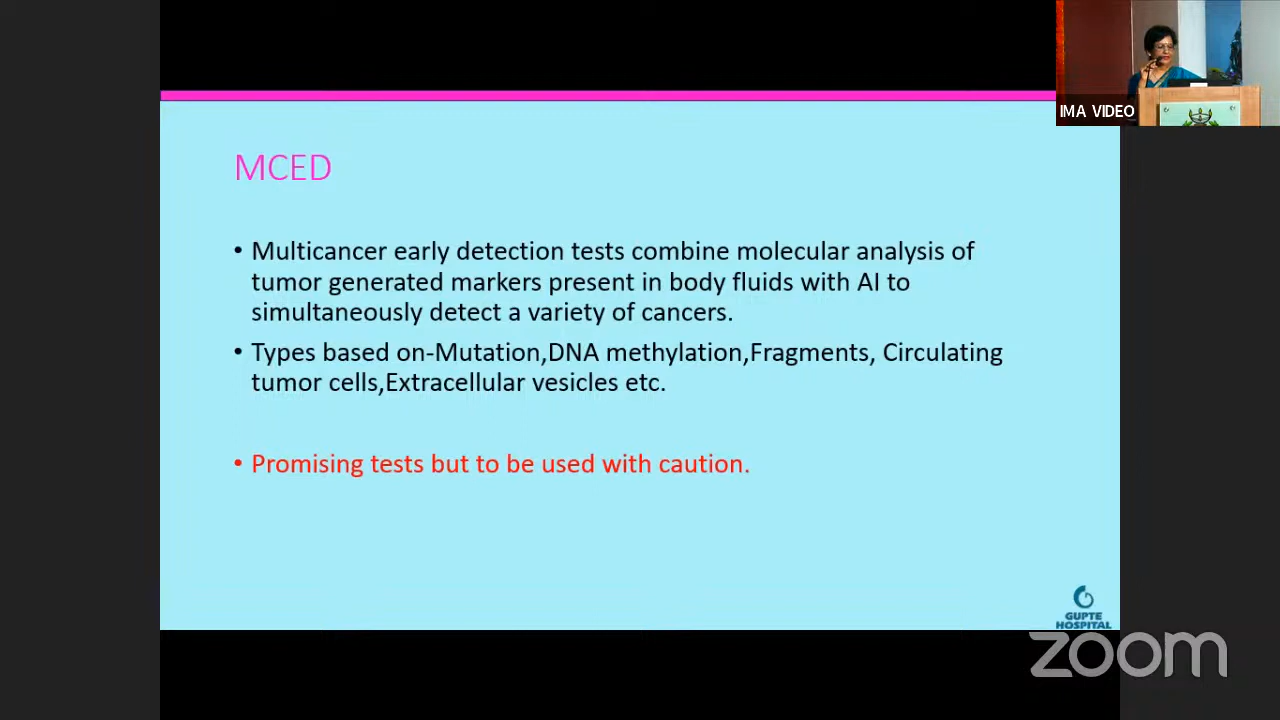 IMA VIDEO
MCED
• Multicancer early detection tests combine molecular analysis of
tumor generated markers present in body fluids with AI to
simultaneously detect a variety of cancers.
• Types based on-Mutation,DNA methylation,Fragments, Circulating
tumor cells,Extracellular vesicles etc.
• Promising tests but to be used with caution.
GUPTE
HOSPITAL
zoom